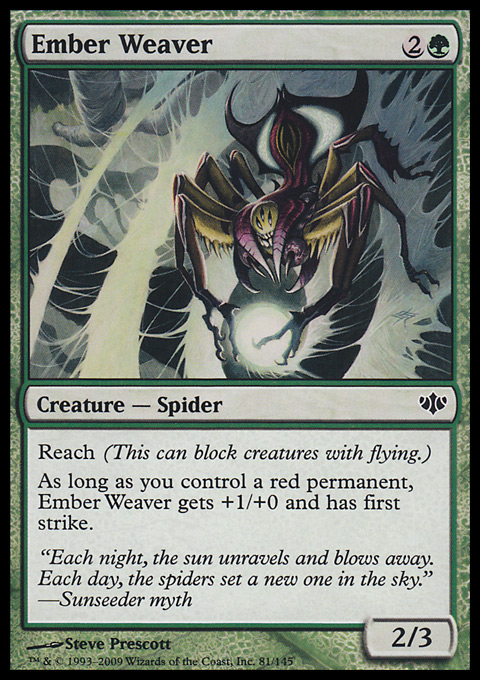 Ember Weaver 2
Creature — Spider
Reach (This can block creatures with flying.)
As long as you control a red permanent,
Ember Weaver gets +1/+0 and has first
strike.
“Each night, the sun unravels and blows away.
Each day, the spiders set a new one in the sky.”
—Sunseeder myth
Steve Prescott
2/3
™ & © 1993–2009 Wizards of the Coast, Inc. 81/145